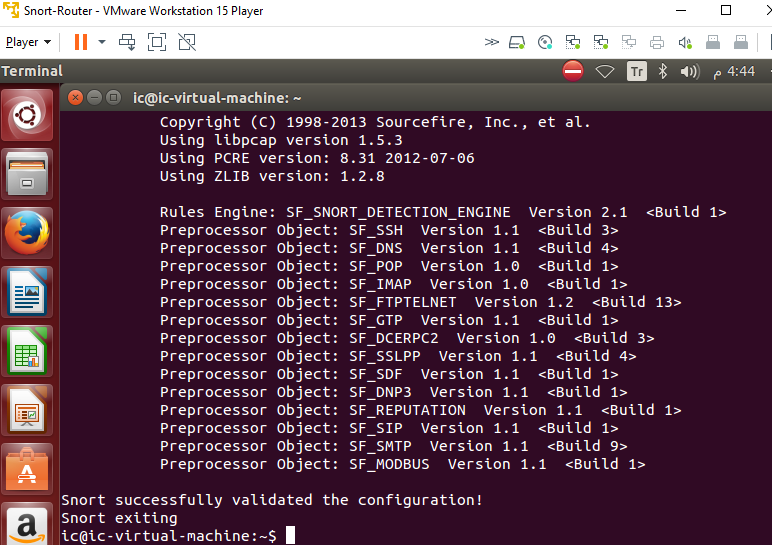 Snort-Router - VMware Workstation 15 Player
Player
Terminal
Tr
م 4:44
ic@ic-virtual-machine: ~
Copyright (C) 1998-2013 Sourcefire, Inc., et al.
Using libpcap version 1.5.3
Using PCRE version: 8.31 2012-07-06
Using ZLIB version: 1.2.8
Rules Engine: SF_SNORT_DETECTION_ENGINE  Version 2.1  <Build 1>
Preprocessor Object: SF_SSH  Version 1.1  <Build 3>
Preprocessor Object: SF_DNS  Version 1.1  <Build 4>
Preprocessor Object: SF_POP  Version 1.0  <Build 1>
Preprocessor Object: SF_IMAP  Version 1.0  <Build 1>
Preprocessor Object: SF_FTPTELNET  Version 1.2  <Build 13>
Preprocessor Object: SF_GTP  Version 1.1  <Build 1>
Preprocessor Object: SF_DCERPC2  Version 1.0  <Build 3>
Preprocessor Object: SF_SSLPP  Version 1.1  <Build 4>
Preprocessor Object: SF_SDF  Version 1.1  <Build 1>
Preprocessor Object: SF_DNP3  Version 1.1  <Build 1>
Preprocessor Object: SF_REPUTATION  Version 1.1  <Build 1>
Preprocessor Object: SF_SIP  Version 1.1  <Build 1>
Preprocessor Object: SF_SMTP  Version 1.1  <Build 9>
Preprocessor Object: SF_MODBUS  Version 1.1  <Build 1>
Snort successfully validated the configuration!
Snort exiting
ic@ic-virtual-machine:~$